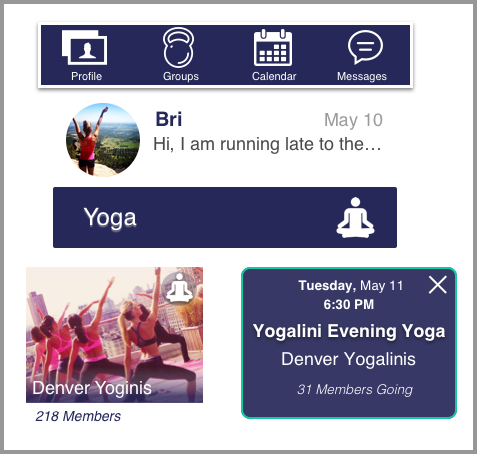 Profile Groups Calendar Messages
Bri May 10
Hi, I am running late to the…
Yoga
Denver Yoginis
218 Members
Tuesday, May 11
6:30 PM
Yogalini Evening Yoga
Denver Yogalinis
31 Members Going